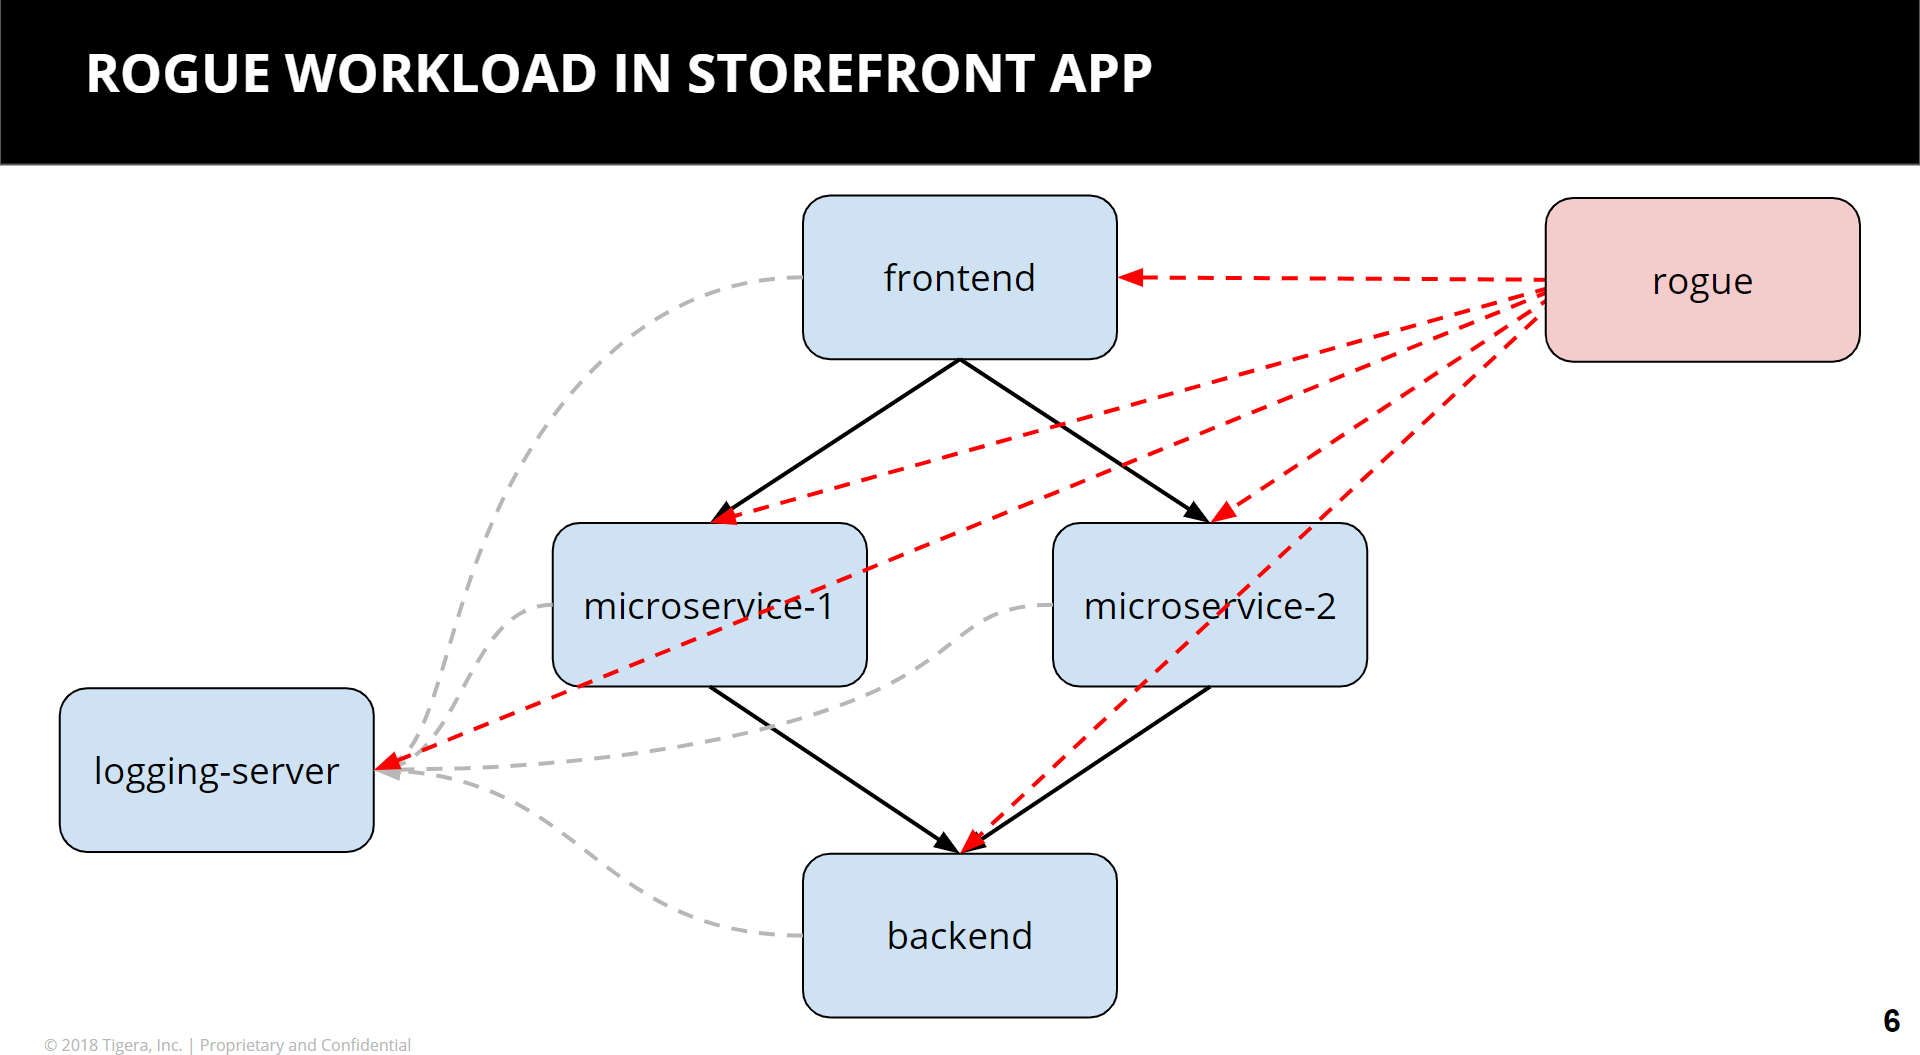 ROGUE WORKLOAD IN STOREFRONT APP
frontend
rogue
microservice-1
microservice-2
logging-server
backend
6
© 2018 Tigera, Inc. | Proprietary and Confidential